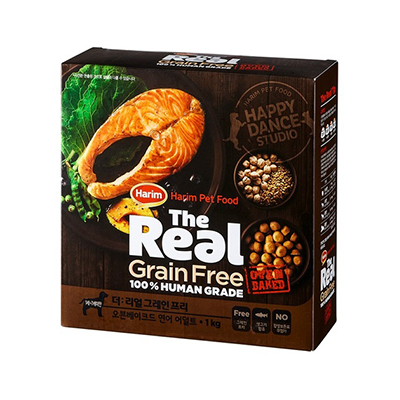 HARIM PET FOOD
HAPPY
DANCE
STUDIO
Harim
Harim Pet Food
The
Real
Grain Free
100% HUMAN GRADE
OVEN
BAKED
더:리얼 그레인 프리
오븐베이크드 연어 어덜트 • 1kg
Free
NO
The Real
Grain Free